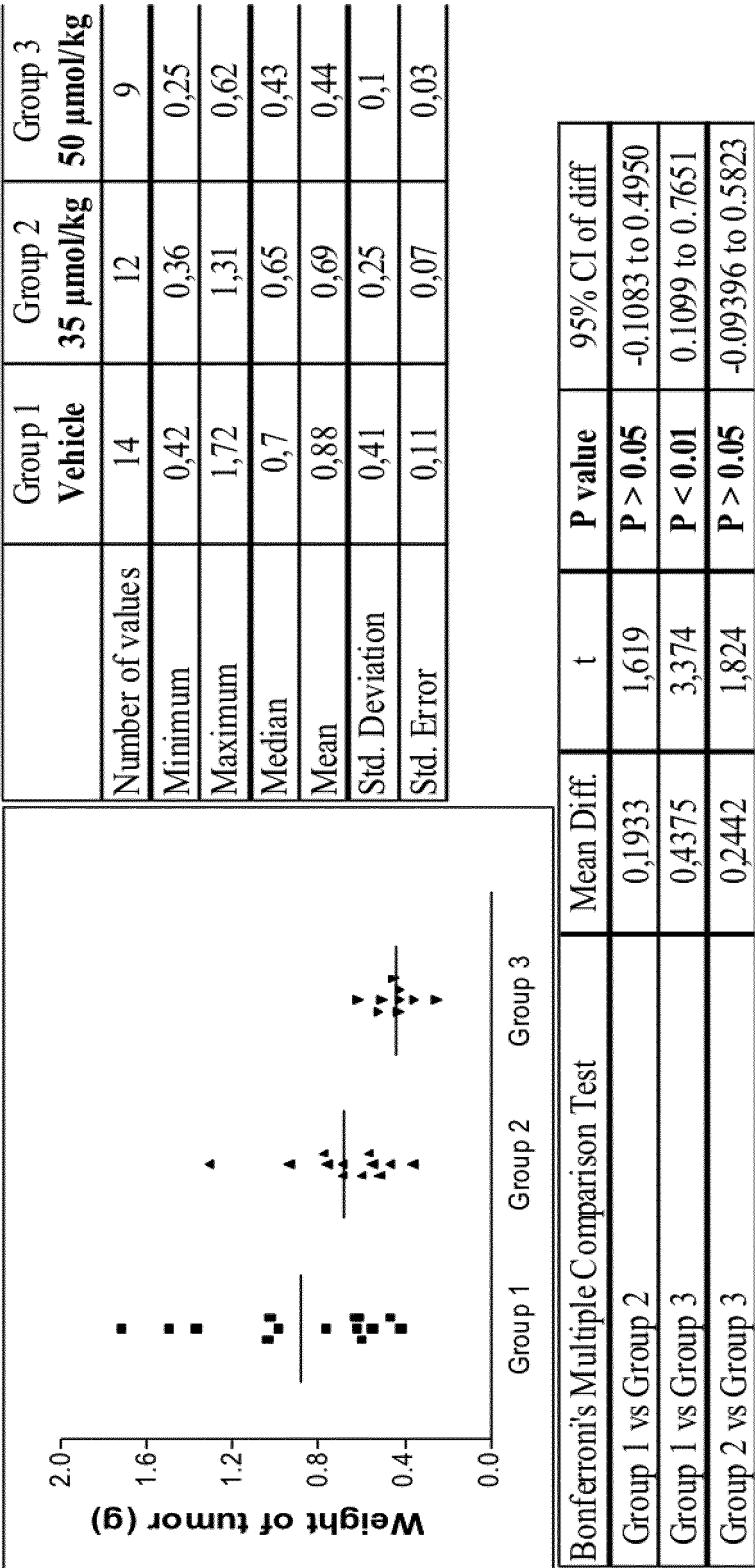 Weight of tumor (g)
2.0
1.6
1.2
0.8
0.4
0.0
Group 1 Group 2 Group 3
Group 1 Group 2 Group 3
Vehicle 35 µmol/kg 50 µmol/kg
Number of values 14 12 9
Minimum 0,42 0,36 0,25
Maximum 1,72 1,31 0,62
Median 0,7 0,65 0,43
Mean 0,88 0,69 0,44
Std. Deviation 0,41 0,25 0,1
Std. Error 0,11 0,07 0,03
Bonferroni's Multiple Comparison Test Mean Diff. t P value 95% CI of diff
Group 1 vs Group 2 0,1933 1,619 P > 0.05 -0.1083 to 0.4950
Group 1 vs Group 3 0,4375 3,374 P < 0.01 0.1099 to 0.7651
Group 2 vs Group 3 0,2442 1,824 P > 0.05 -0.09396 to 0.5823